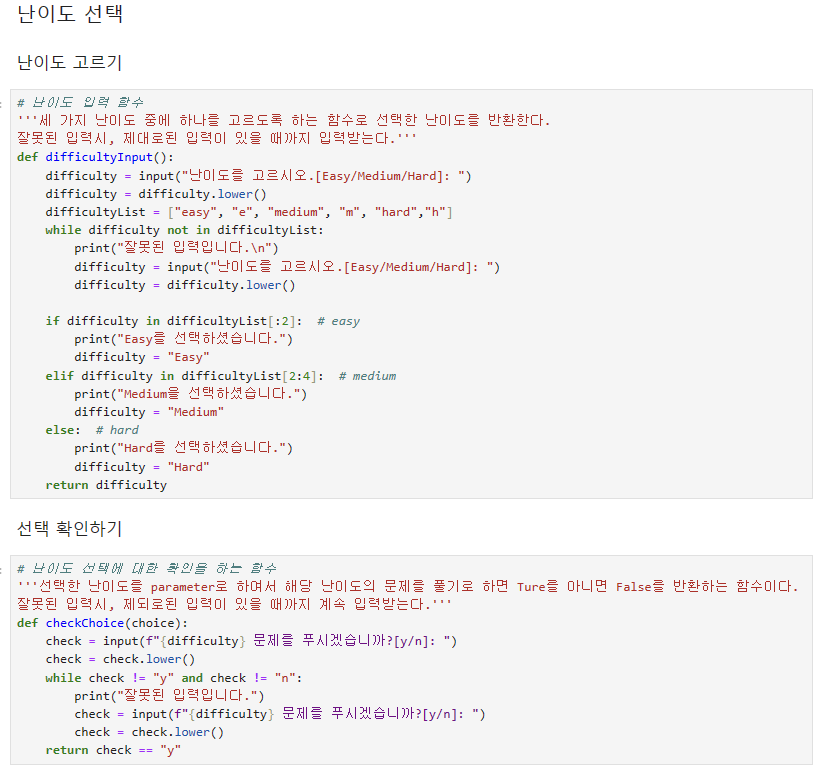 난이도 선택
난이도 고르기
# 난이도 입력 함수
'''세 가지 난이도 중에 하나를 고르도록 하는 함수로 선택한 난이도를 반환한다.
잘못된 입력시, 제대로된 입력이 있을 때까지 입력받는다.'''
def difficultyInput():
    difficulty = input("난이도를 고르시오.[Easy/Medium/Hard]: ")
    difficulty = difficulty.lower()
    difficultyList = ["easy", "e", "medium", "m", "hard","h"]
    while difficulty not in difficultyList:
        print("잘못된 입력입니다.\n")
        difficulty = input("난이도를 고르시오.[Easy/Medium/Hard]: ")
        difficulty = difficulty.lower()
    if difficulty in difficultyList[:2]:  # easy
        print("Easy를 선택하셨습니다.")
        difficulty = "Easy"
    elif difficulty in difficultyList[2:4]:  # medium
        print("Medium을 선택하셨습니다.")
        difficulty = "Medium"
    else:  # hard
        print("Hard를 선택하셨습니다.")
        difficulty = "Hard"
    return difficulty
선택 확인하기
# 난이도 선택에 대한 확인을 하는 함수
'''선택한 난이도를 parameter로 하여서 해당 난이도의 문제를 풀기로 하면 Ture를 아니면 False를 반환하는 함수이다.
잘못된 입력시, 제되로된 입력이 있을 때까지 계속 입력받는다.'''
def checkChoice(choice):
    check = input(f"{difficulty} 문제를 푸시겠습니까?[y/n]: ")
    check = check.lower()
    while check != "y" and check != "n":
        print("잘못된 입력입니다.")
        check = input(f"{difficulty} 문제를 푸시겠습니까?[y/n]: ")
        check = check.lower()
    return check == "y"